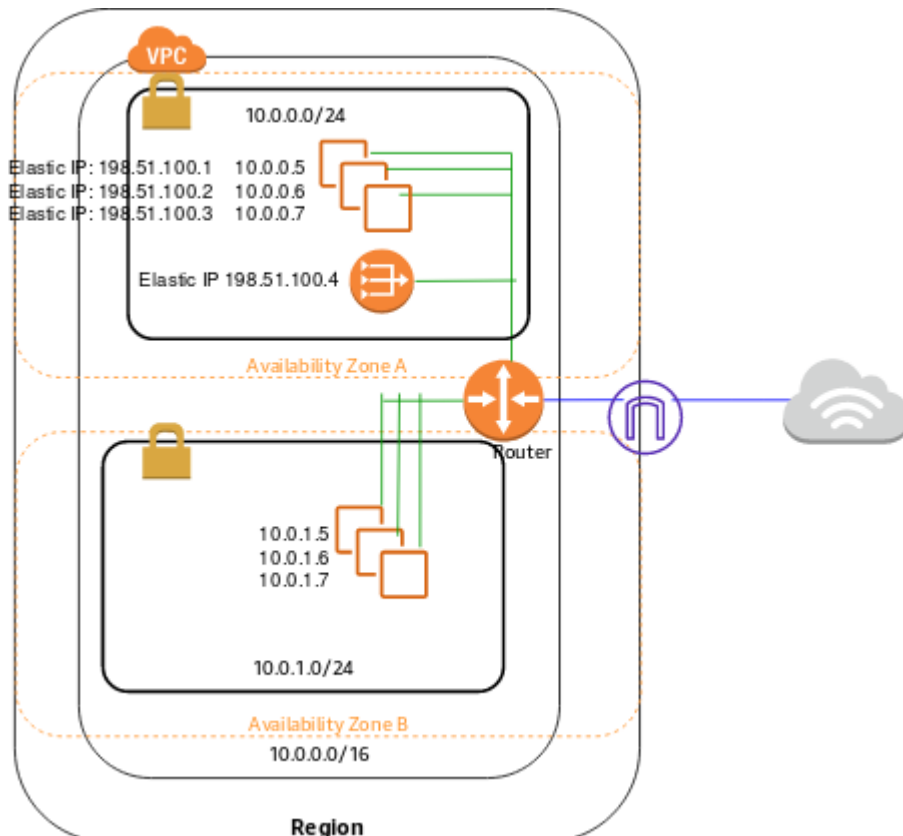 VPC
10.0.0.0/24
Elastic IP: 198.51.100.1 10.0.0.5
Elastic IP: 198.51.100.2 10.0.0.6
Elastic IP: 198.51.100.3 10.0.0.7
Elastic IP 198.51.100.4
Availability Zone A
Router
10.0.1.5
10.0.1.6
10.0.1.7
10.0.1.0/24
Availability Zone B
10.0.0.0/16
Region